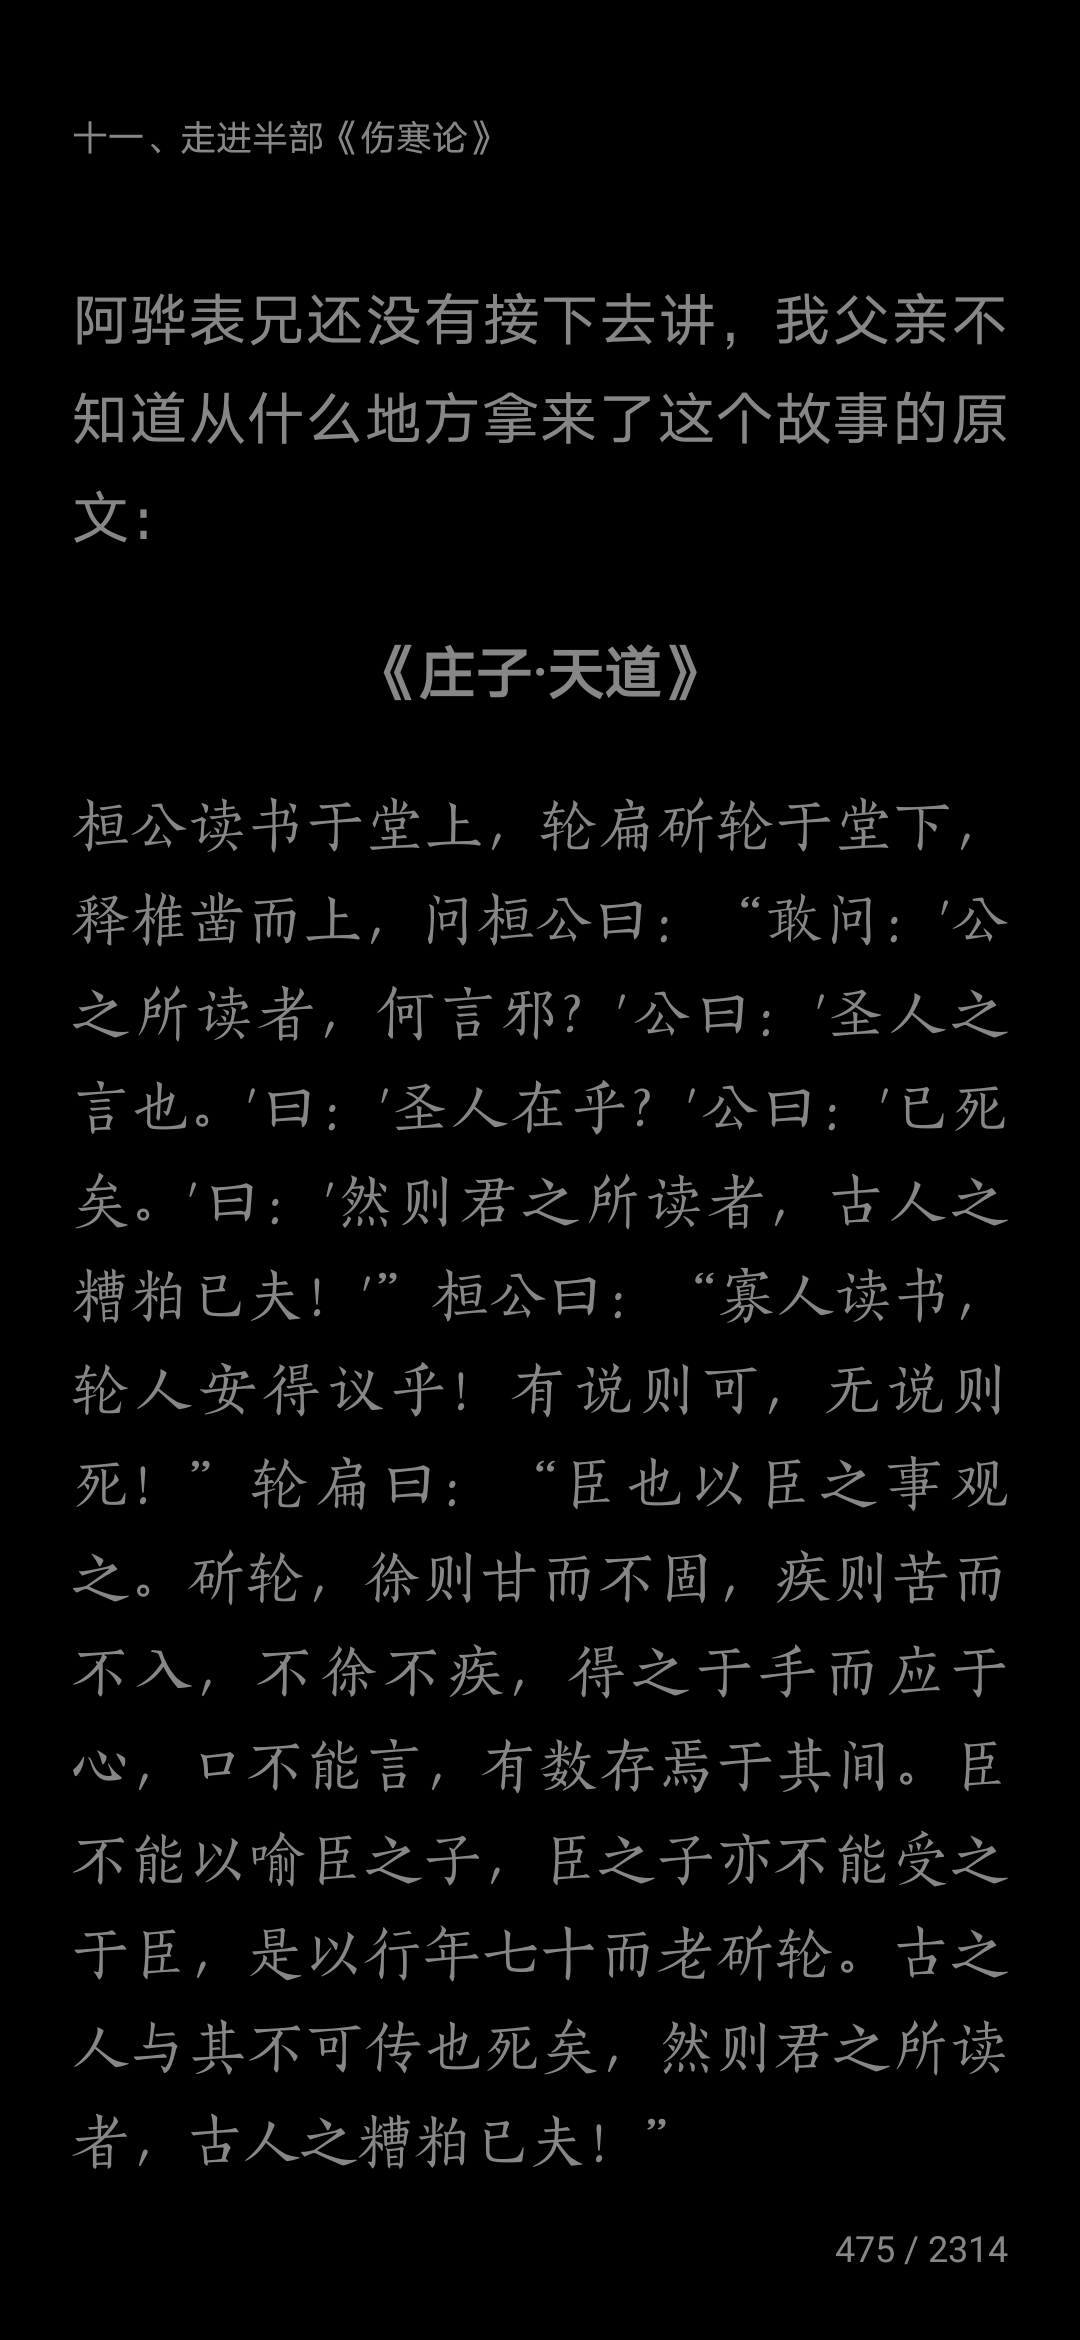 十一、走进半部《伤寒论》
阿骅表兄还没有接下去讲，我父亲不
知道从什么地方拿来了这个故事的原
文：
《庄子·天道》
桓公读书于堂上，轮扁斫轮于堂下，
释椎凿而上，问桓公曰：“敢问：'公
之所读者，何言邪？'公曰：'圣人之
言也。'曰：'圣人在乎？'公曰：'已死
矣。'曰：'然则君之所读者，古人之
糟粕已夫！'”桓公曰：“寡人读书，
轮人安得议乎！有说则可，无说则
死！”轮扁曰：“臣也以臣之事观
之。斫轮，徐则甘而不固，疾则苦而
不入，不徐不疾，得之于手而应于
心，口不能言，有数存焉于其间。臣
不能以喻臣之子，臣之子亦不能受之
于臣，是以行年七十而老斫轮。古之
人与其不可传也死矣，然则君之所读
者，古人之糟粕已夫！”
475 / 2314